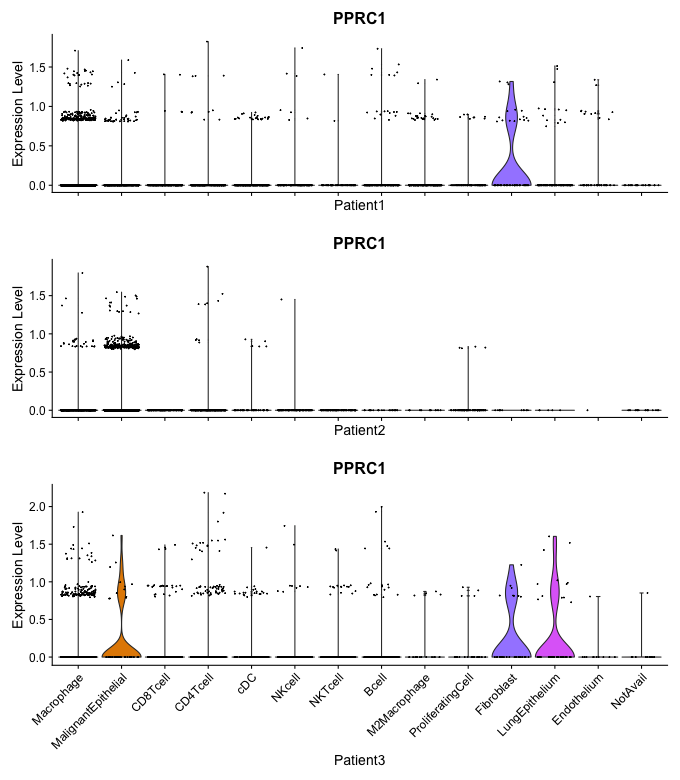 PPRC1
Expression Level
1.5
1.0
0.5
0.0
Patient1
PPRC1
Expression Level
1.5
1.0
0.5
0.0
Patient2
PPRC1
Expression Level
2.0
1.5
1.0
0.5
0.0
Macrophage
MalignantEpithelial
CD8Tcell
CD4Tcell
cDC
NKcell
NKTcell
Bcell
M2Macrophage
ProliferatingCell
Fibroblast
LungEpithelium
Endothelium
NotAvail
Patient3